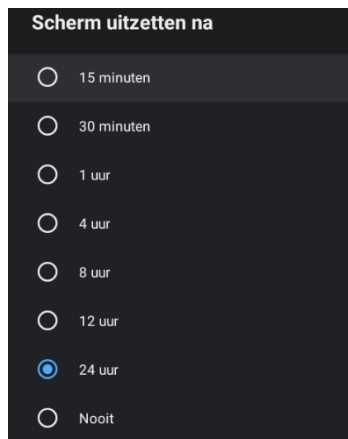 Scherm uitzetten na
15 minuten
30 minuten
1 uur
4 uur
8 uur
12 uur
24 uur
Nooit